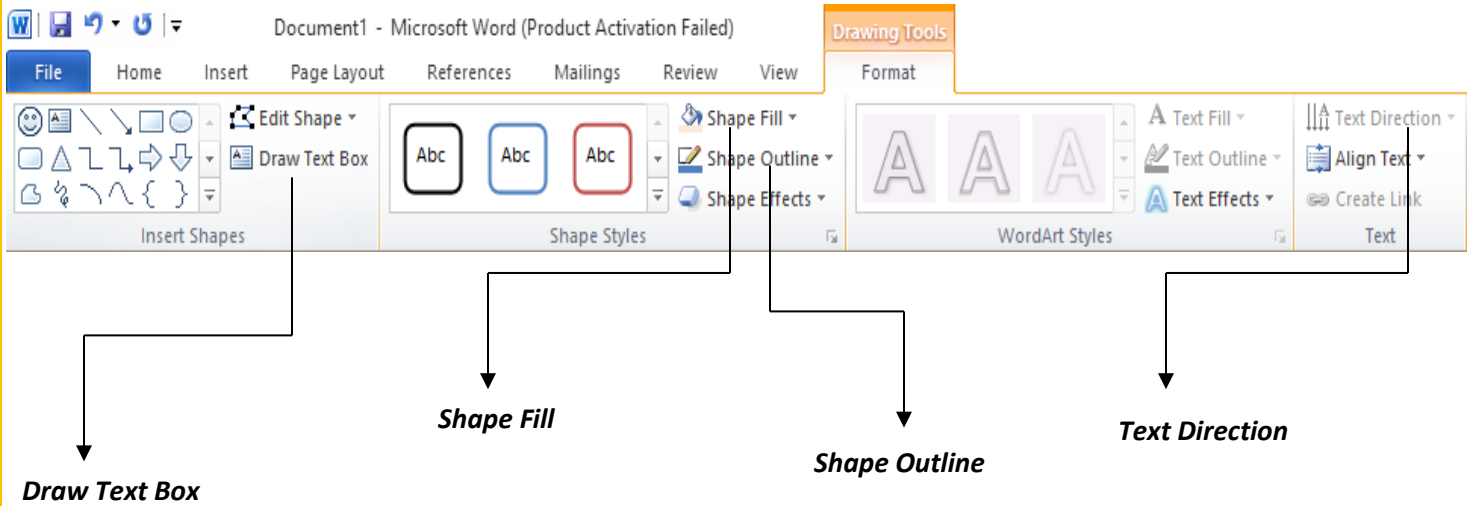 W Document1 - Microsoft Word (Product Activation Failed) Drawing Tools
File Home Insert Page Layout References Mailings Review View Format
Edit Shape
Draw Text Box
Insert Shapes
Abc Abc Abc
Shape Fill
Shape Outline
Shape Effects
Shape Styles
A A A
A Text Fill
Text Outline
A Text Effects
WordArt Styles
Text Direction
Align Text
Create Link
Text
Shape Fill
Text Direction
Shape Outline
Draw Text Box